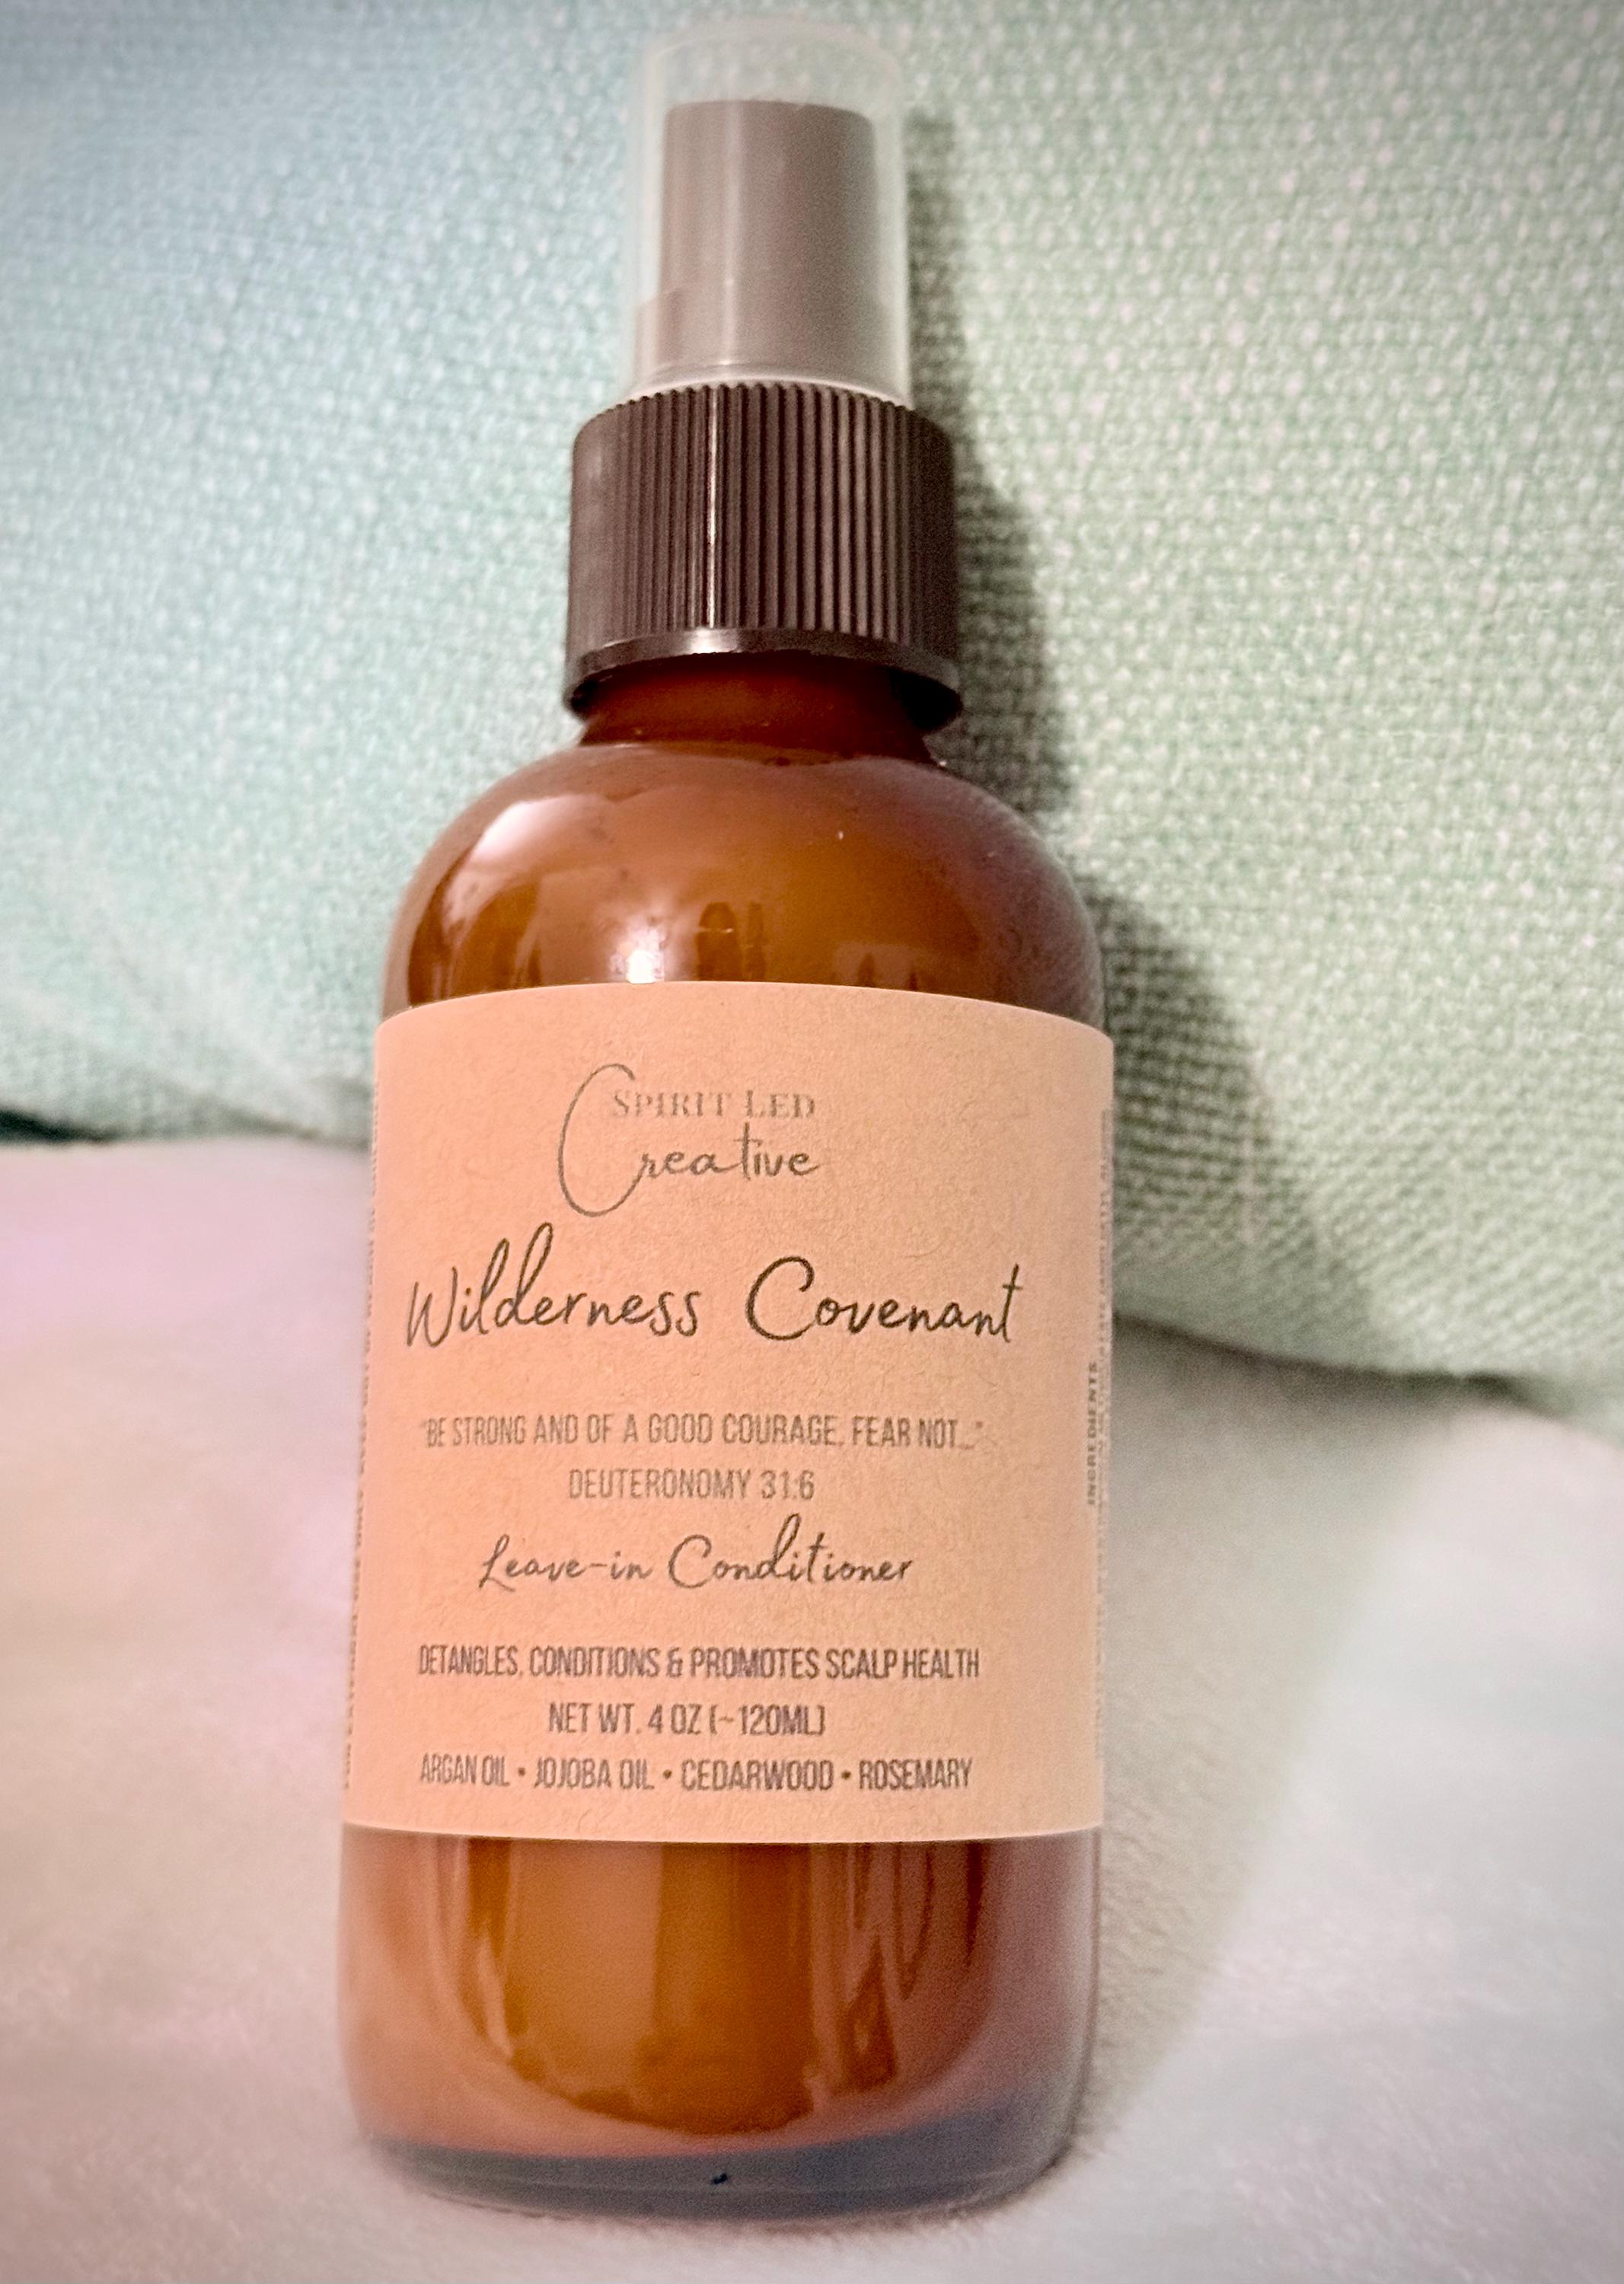 SPIRIT LED
Creative
Wilderness Covenant
"BE STRONG AND OF A GOOD COURAGE, FEAR NOT..."
DEUTERONOMY 31:6
Leave-in Conditioner
DETANGLES, CONDITIONS & PROMOTES SCALP HEALTH
NET WT. 4 OZ (~120ML)
ARGAN OIL • JOJOBA OIL • CEDARWOOD • ROSEMARY
INGREDIENTS